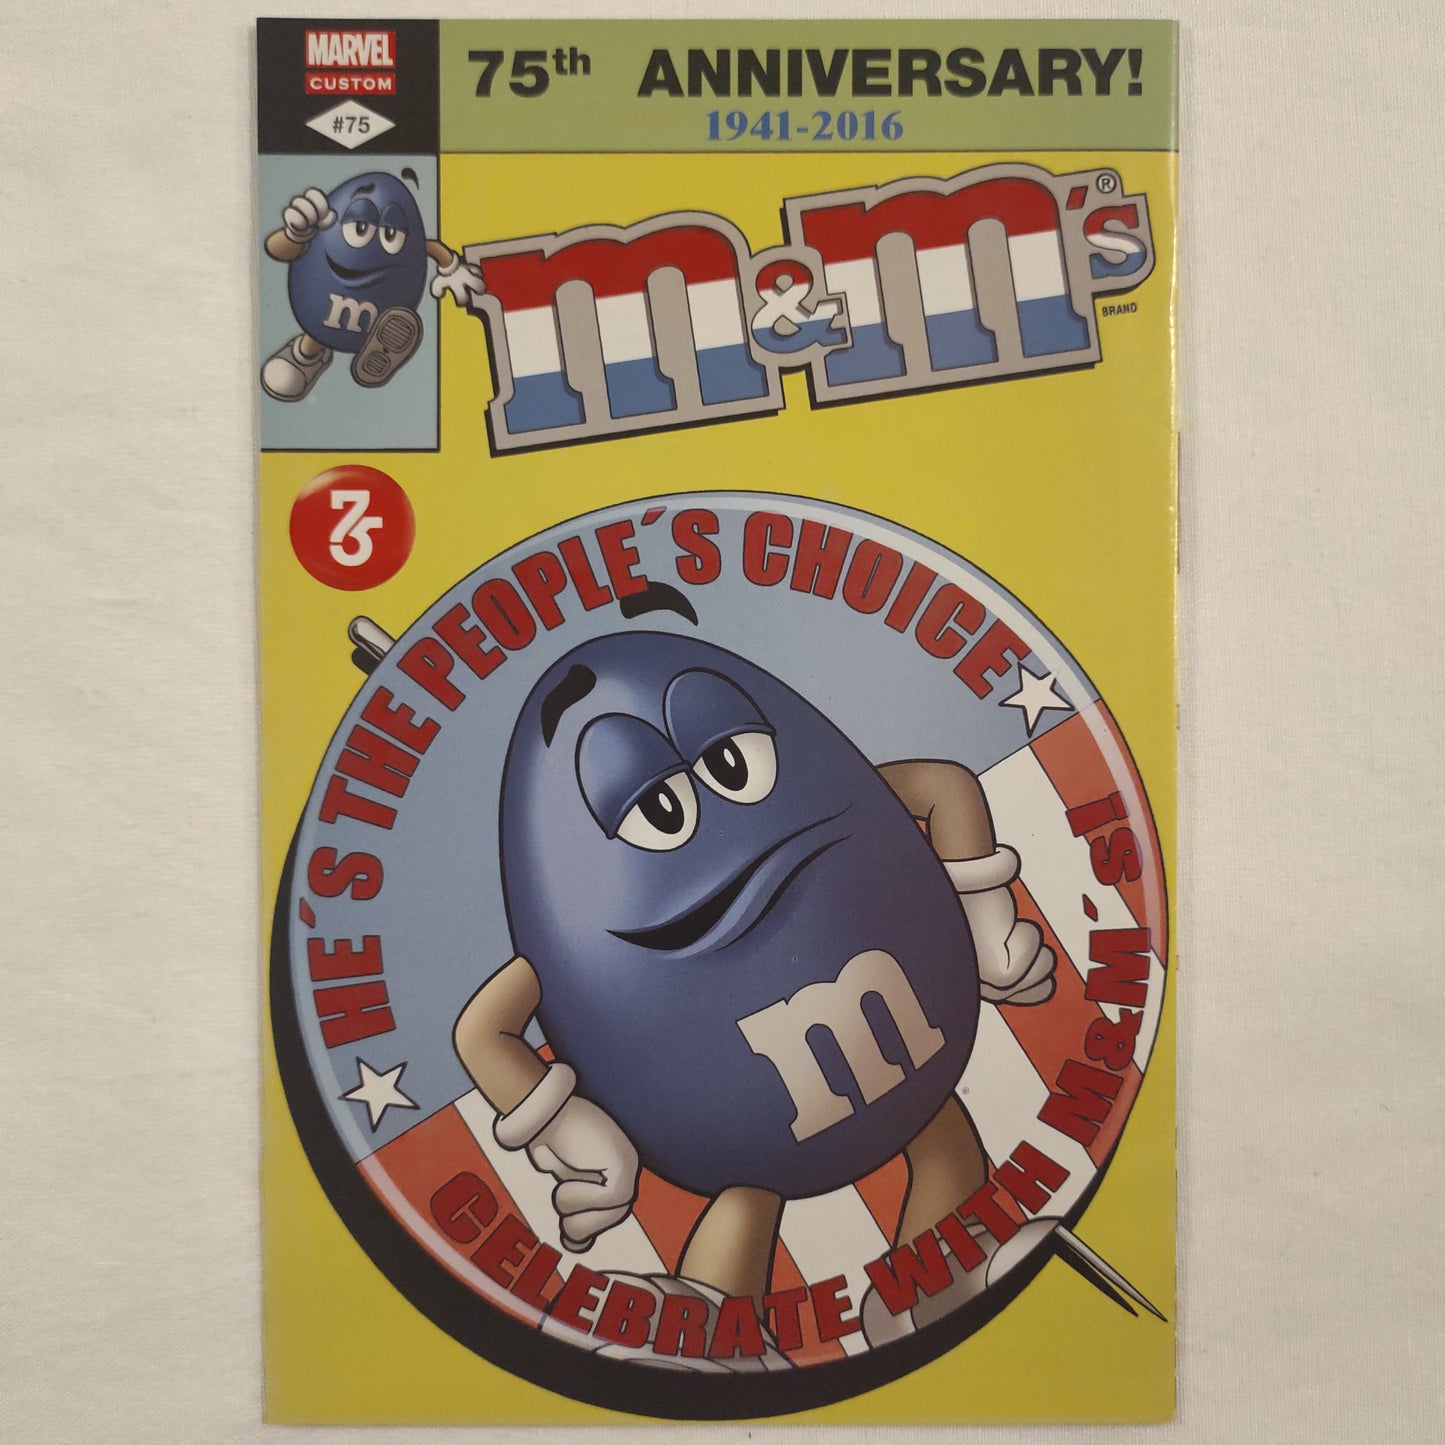 MARVEL
CUSTOM
#75
75th ANNIVERSARY!
1941-2016
m
m&m's®
BRAND
75
HE´S THE PEOPLE´S CHOICE
CELEBRATE WITH M&M´s!
m
®